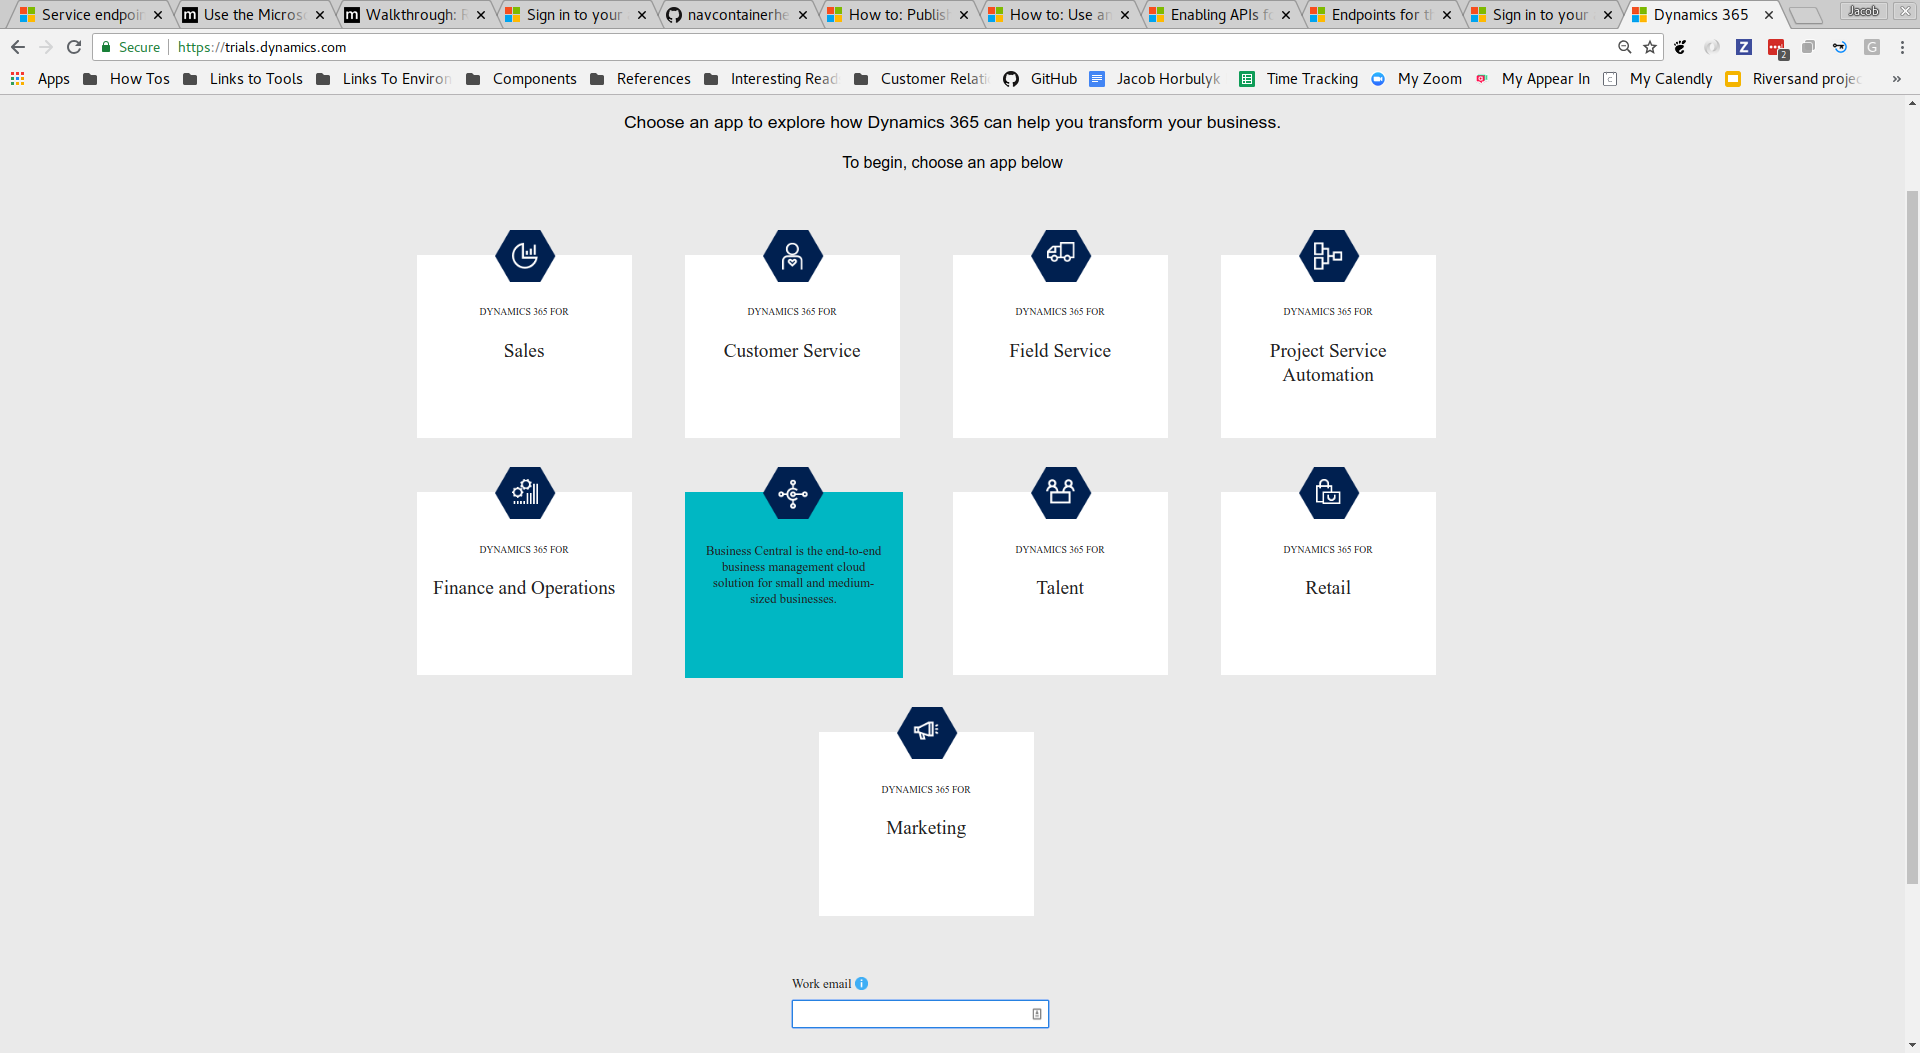 Service endpoin
Use the Micros
Walkthrough: R
Sign in to your
navcontainerhe
How to: Publis
How to: Use an
Enabling APIs f
Endpoints for t
Sign in to your
Dynamics 365
Jacob
Secure
https://trials.dynamics.com
Apps
How Tos
Links to Tools
Links To Environ
Components
References
Interesting Read
Customer Relati
GitHub
Jacob Horbulyk
Time Tracking
My Zoom
My Appear In
My Calendly
Riversand projec
»
Choose an app to explore how Dynamics 365 can help you transform your business.
To begin, choose an app below
DYNAMICS 365 FOR
Sales
DYNAMICS 365 FOR
Customer Service
DYNAMICS 365 FOR
Field Service
DYNAMICS 365 FOR
Project Service
Automation
DYNAMICS 365 FOR
Finance and Operations
Business Central is the end-to-end
business management cloud
solution for small and medium-
sized businesses.
DYNAMICS 365 FOR
Talent
DYNAMICS 365 FOR
Retail
DYNAMICS 365 FOR
Marketing
Work email